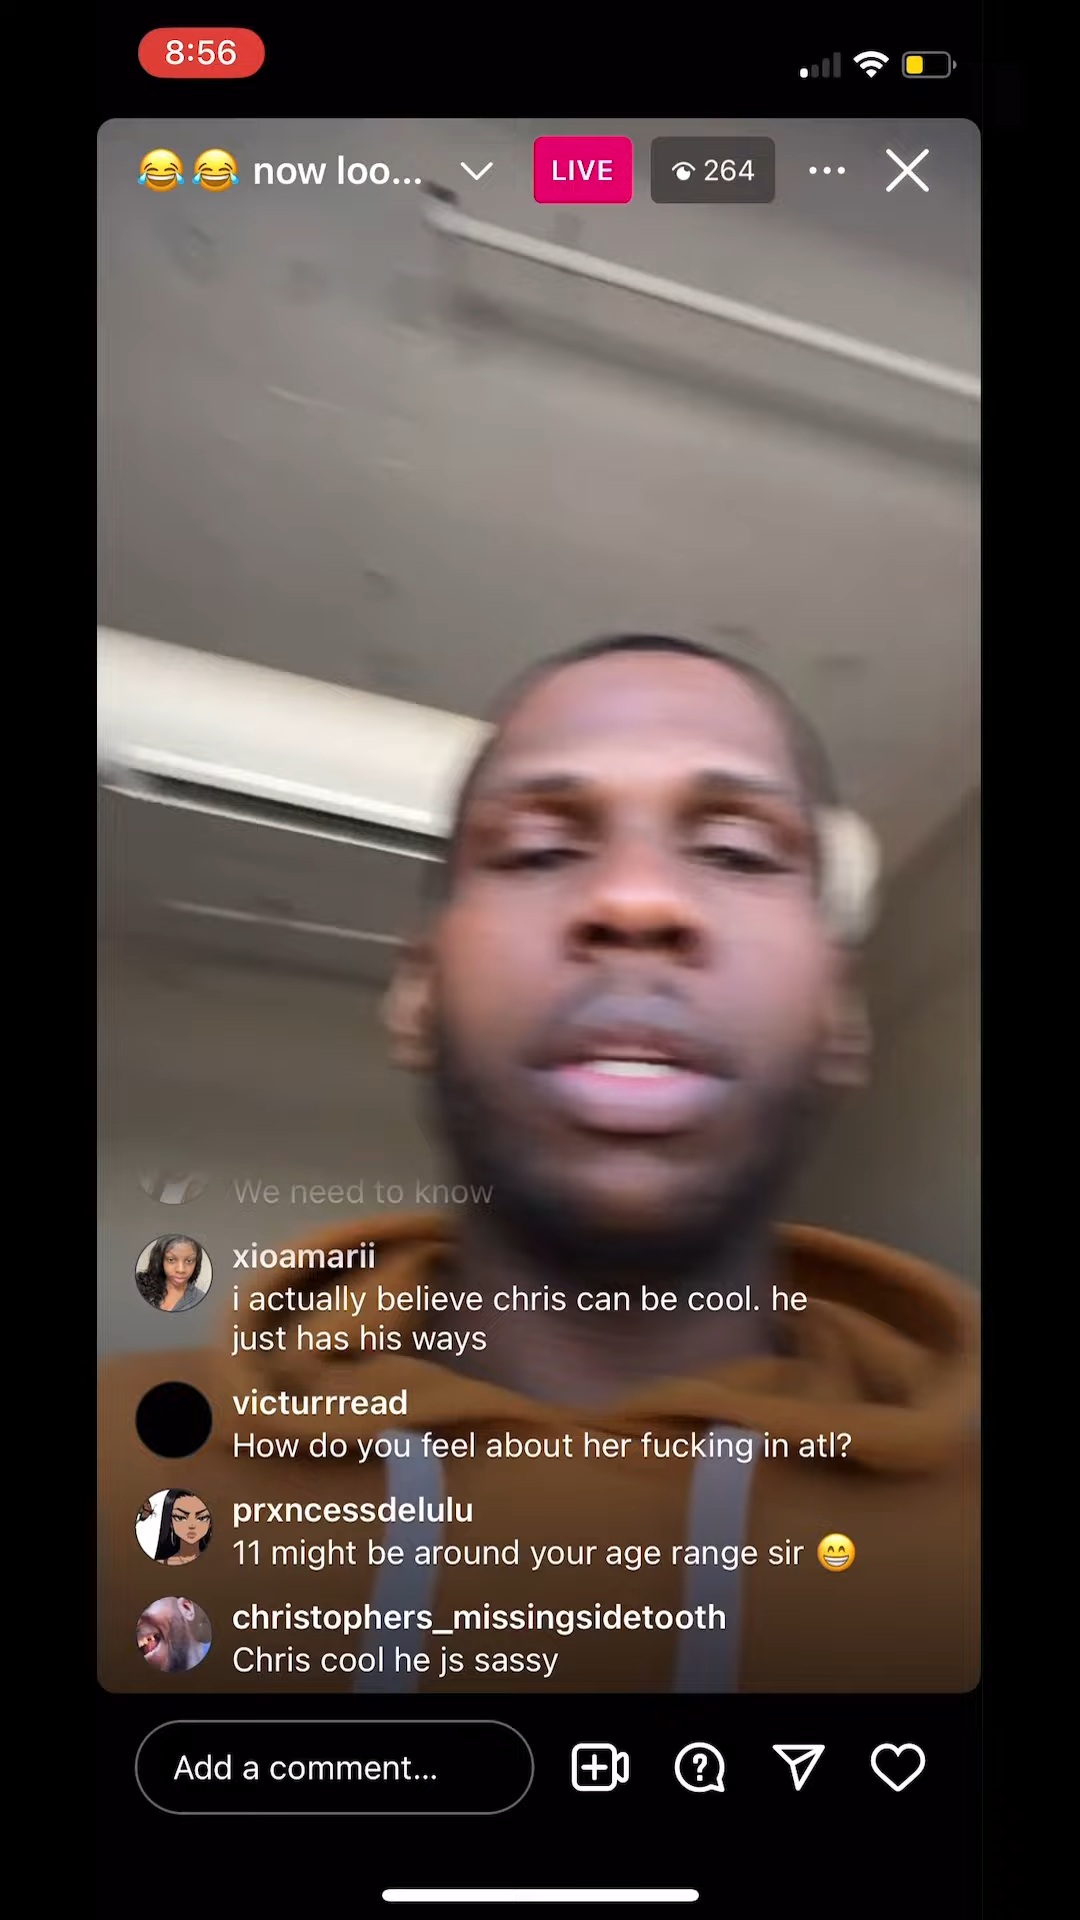 8:56
😂😂 now loo...
LIVE
264
We need to know
xioamarii
i actually believe chris can be cool. he
just has his ways
victurrread
How do you feel about her fucking in atl?
prxncessdelulu
11 might be around your age range sir 😁
christophers_missingsidetooth
Chris cool he js sassy
Add a comment...